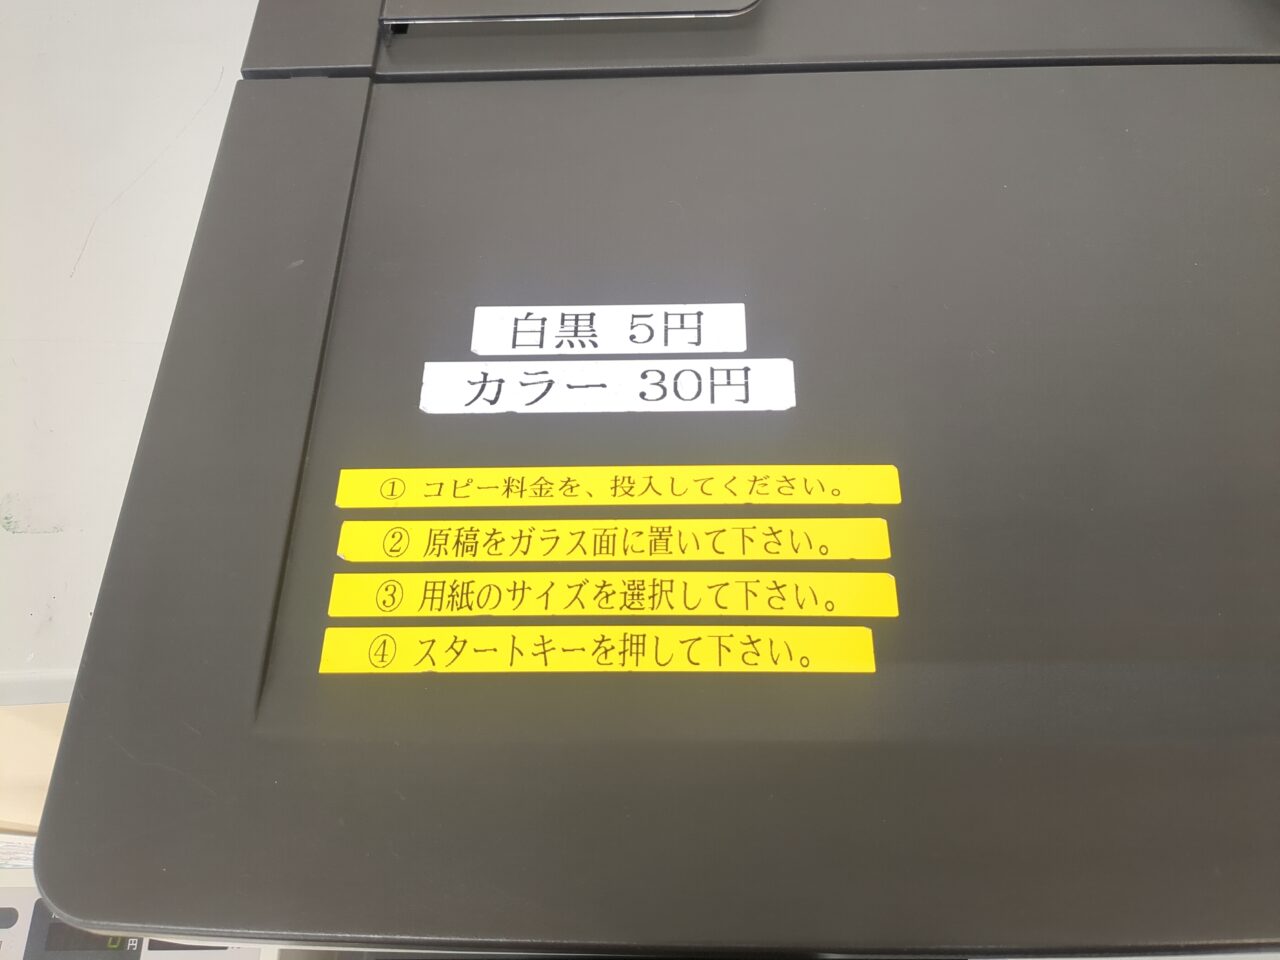 白黒 5円
カラー 30円
① コピー料金を、投入してください。
② 原稿をガラス面に置いて下さい。
③ 用紙のサイズを選択して下さい。
④ スタートキーを押して下さい。
0円